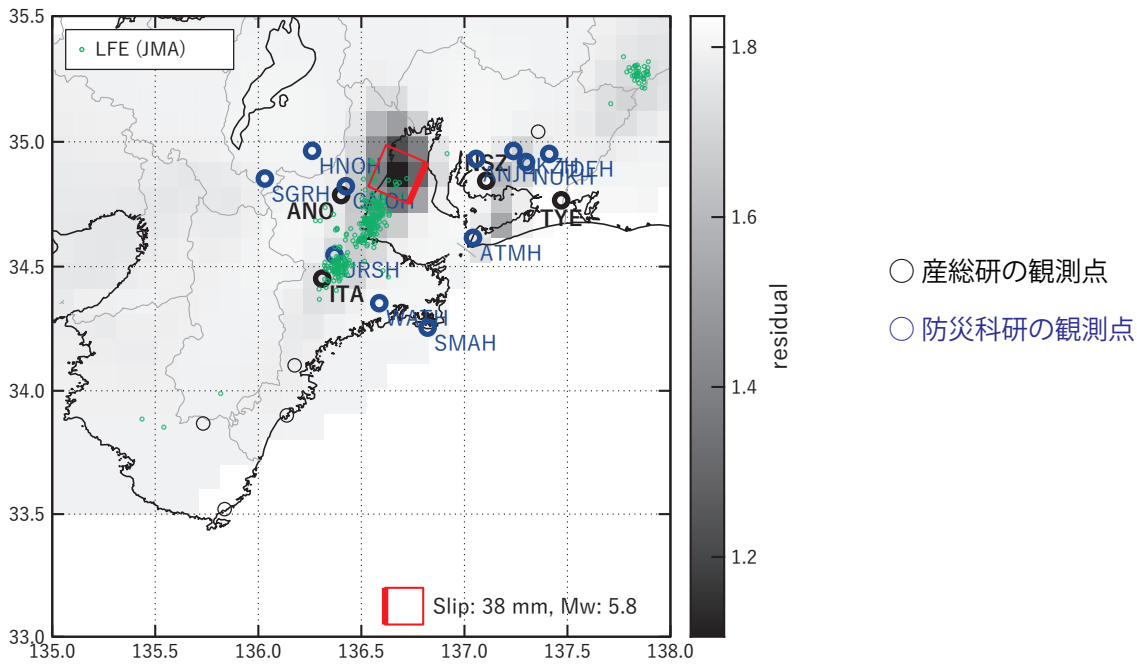 35.5
LFE (JMA)
1.8
35.0
HNOH
NSZ
TDEH
NUKH
SGRH
ANO
TYE
1.6
ATMH
34.5
URSH
産総研の観測点
ITA
防災科研の観測点
SMAH
residual
34.0
1.4
33.5
1.2
Slip: 38 mm, Mw: 5.8
33.0
135.0 135.5 136.0 136.5 137.0 137.5 138.0